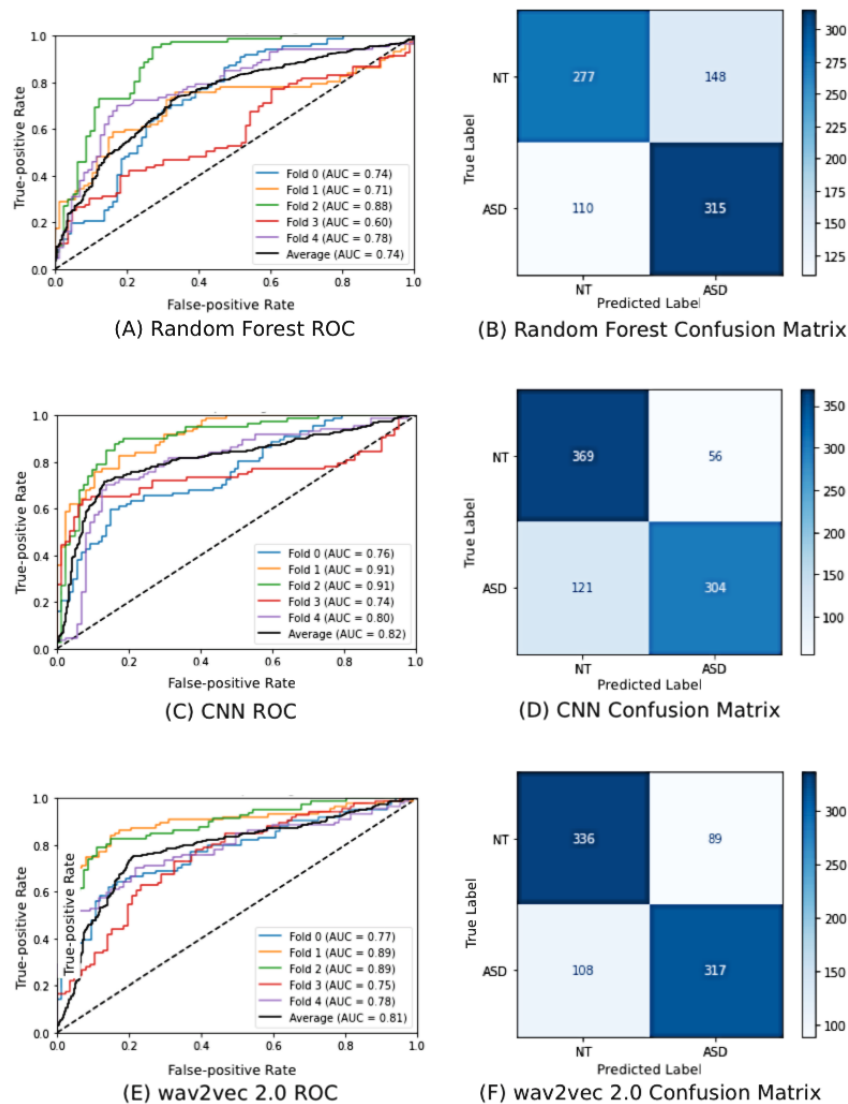 1.0
0.8
0.6
0.4
0.2
0.0
True-positive Rate
Fold 0 (AUC = 0.74)
Fold 1 (AUC = 0.71)
Fold 2 (AUC = 0.88)
Fold 3 (AUC = 0.60)
Fold 4 (AUC = 0.78)
Average (AUC = 0.74)
0.0 0.2 0.4 0.6 0.8 1.0
False-positive Rate
(A) Random Forest ROC
True Label
NT 277 148
ASD 110 315
NT ASD
Predicted Label
300
275
250
225
200
175
150
125
(B) Random Forest Confusion Matrix
1.0
0.8
0.6
0.4
0.2
0.0
True-positive Rate
Fold 0 (AUC = 0.76)
Fold 1 (AUC = 0.91)
Fold 2 (AUC = 0.91)
Fold 3 (AUC = 0.74)
Fold 4 (AUC = 0.80)
Average (AUC = 0.82)
0.0 0.2 0.4 0.6 0.8 1.0
False-positive Rate
(C) CNN ROC
True Label
NT 369 56
ASD 121 304
NT ASD
Predicted Label
350
300
250
200
150
100
(D) CNN Confusion Matrix
1.0
0.8
0.6
0.4
0.2
0.0
True-positive Rate
True-positive Rate
Fold 0 (AUC = 0.77)
Fold 1 (AUC = 0.89)
Fold 2 (AUC = 0.89)
Fold 3 (AUC = 0.75)
Fold 4 (AUC = 0.78)
Average (AUC = 0.81)
0.0 0.2 0.4 0.6 0.8 1.0
False-positive Rate
(E) wav2vec 2.0 ROC
True Label
NT 336 89
ASD 108 317
NT ASD
Predicted Label
300
250
200
150
100
(F) wav2vec 2.0 Confusion Matrix